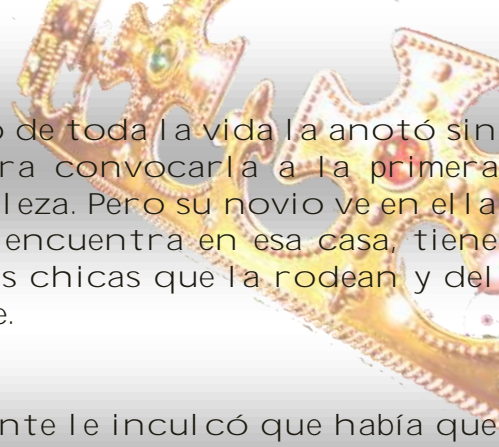 o de toda la vida la anotó sin
ra convocarla a la primera
leza. Pero su novio ve en ella
encuentra en esa casa, tiene
s chicas que la rodean y del
e.
nte le inculcó que había que